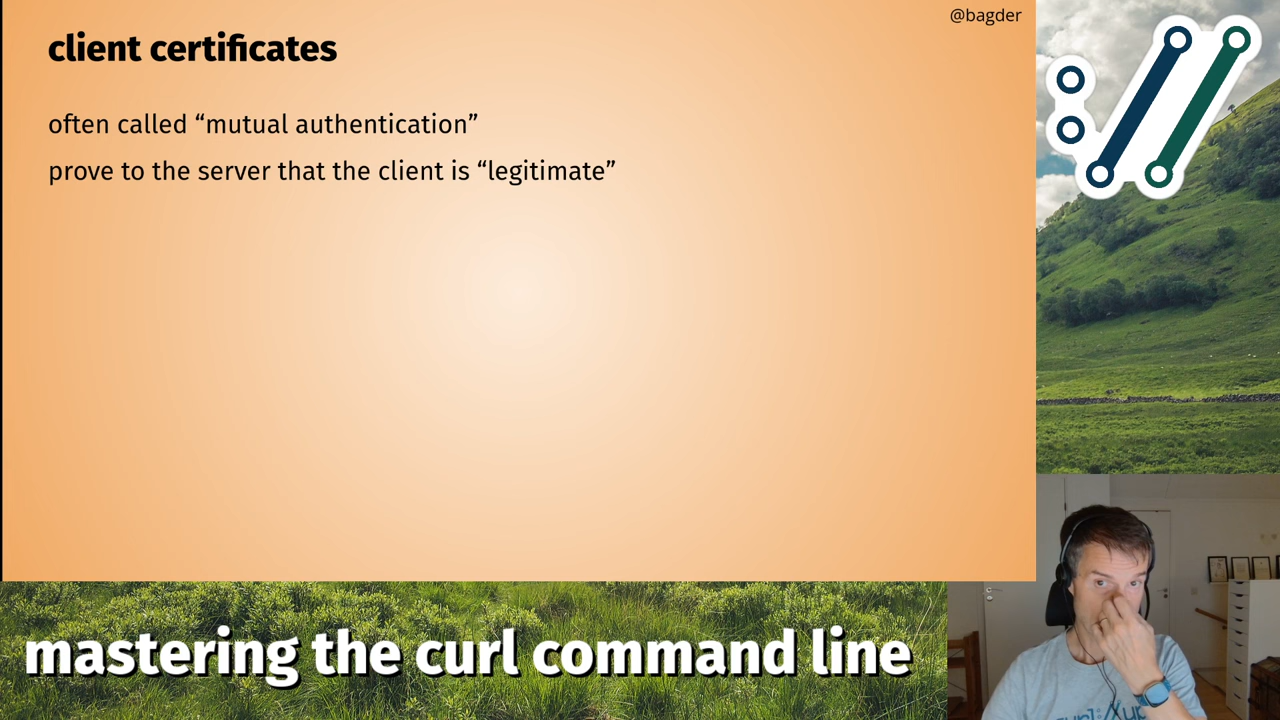 @bagder
client certificates
often called “mutual authentication”
prove to the server that the client is “legitimate”
mastering the curl command line